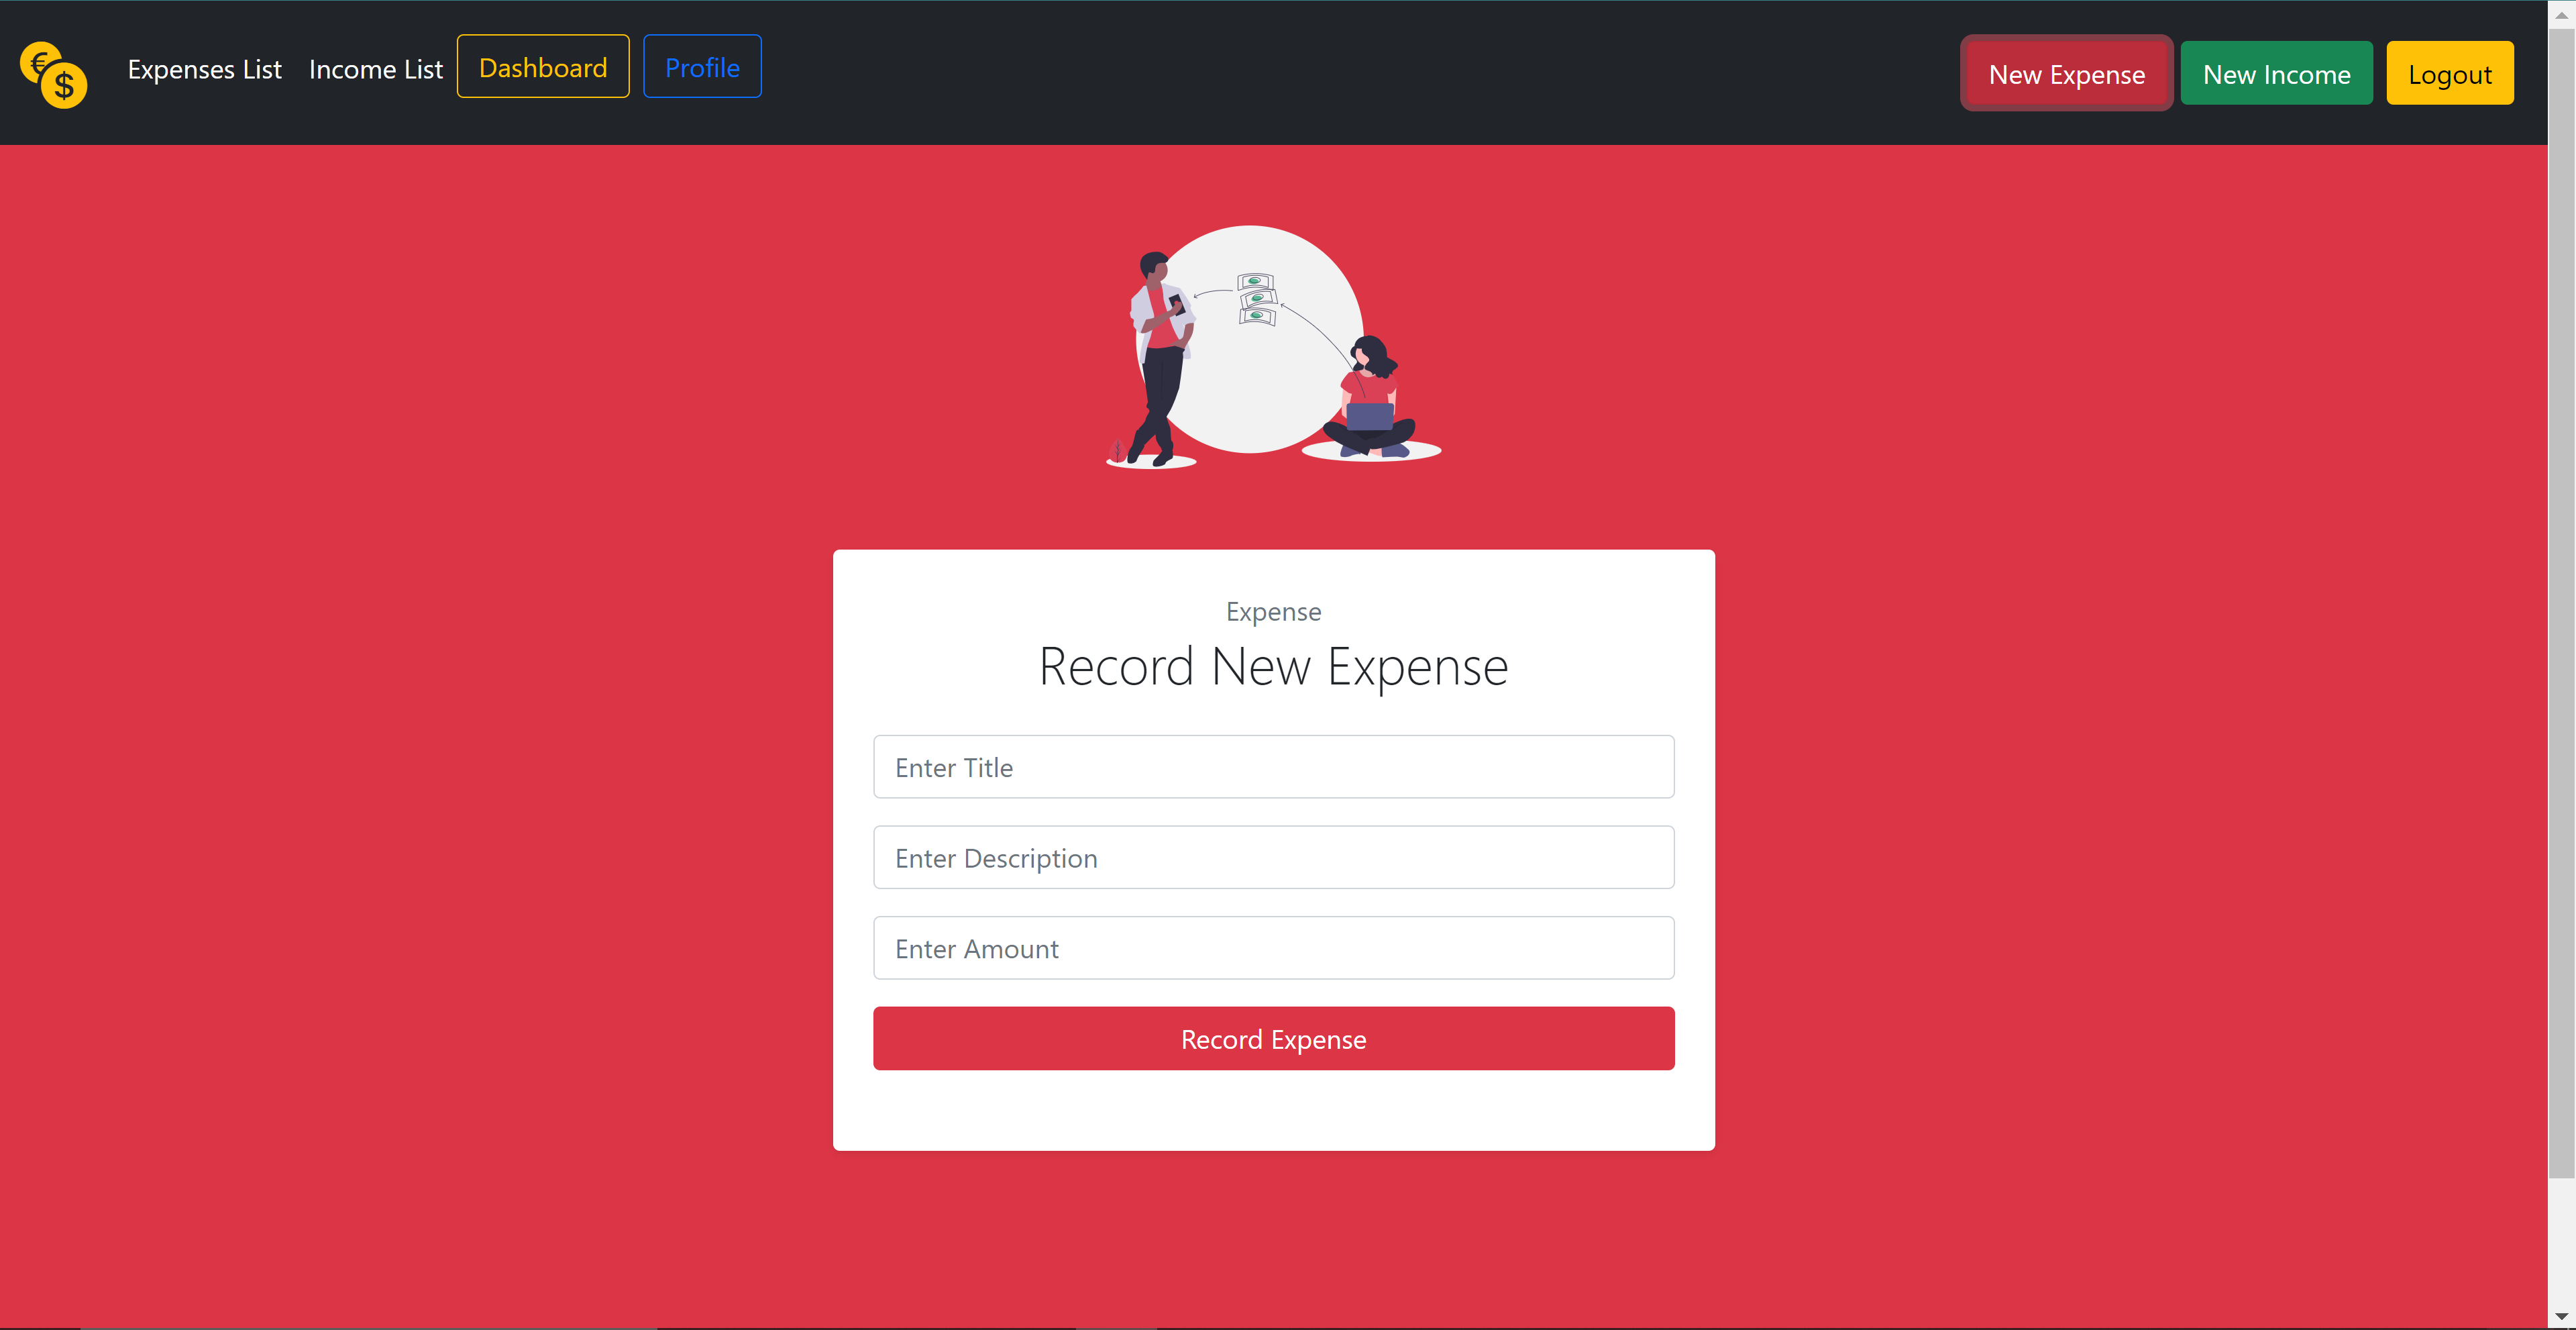 €
$
Expenses List Income List Dashboard Profile New Expense New Income Logout
Expense
Record New Expense
Enter Title
Enter Description
Enter Amount
Record Expense